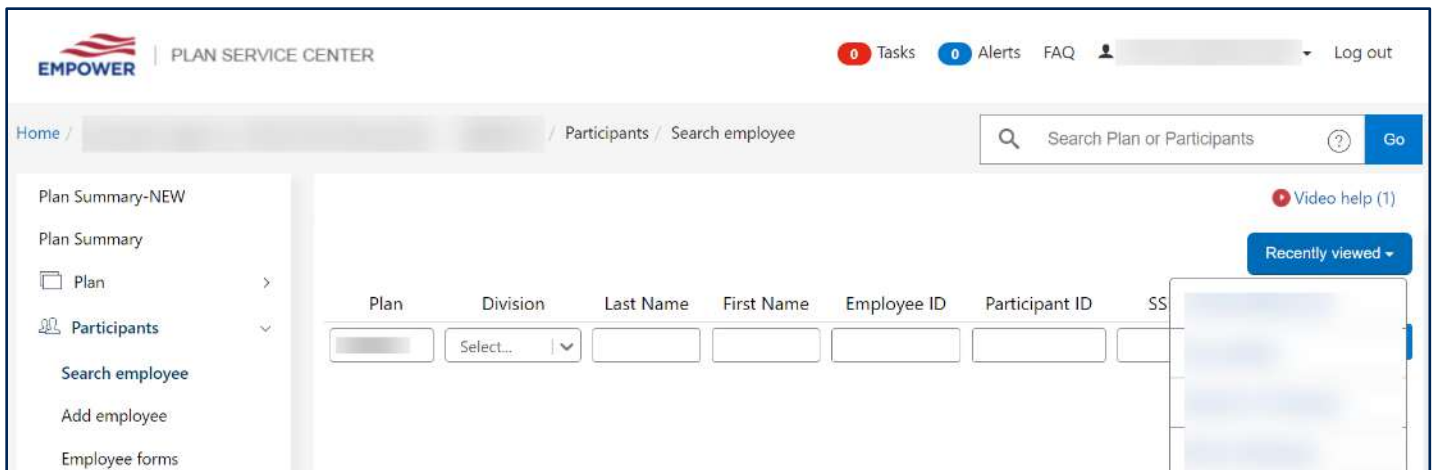 EMPOWER
PLAN SERVICE CENTER
0 Tasks 0 Alerts FAQ Log out
Home / / Participants / Search employee
Search Plan or Participants ? Go
Plan Summary-NEW
Video help (1)
Plan Summary
Recently viewed
Plan
Plan Division Last Name First Name Employee ID Participant ID SS
Participants
Select...
Search employee
Add employee
Employee forms